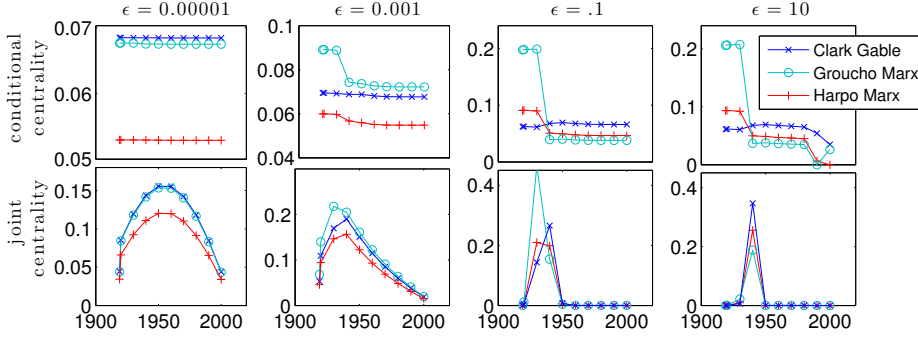 ϵ = 0.00001
ϵ = 0.001
ϵ = .1
ϵ = 10
conditional
centrality
0.07
0.06
0.05
0.1
0.08
0.06
0.04
0.2
0.1
0
0.2
0.1
0
Clark Gable
Groucho Marx
Harpo Marx
joint
centrality
0.15
0.1
0.05
0
0.2
0.1
0
0.4
0.2
0
0.4
0.2
0
1900 1950 2000
1900 1950 2000
1900 1950 2000
1900 1950 2000